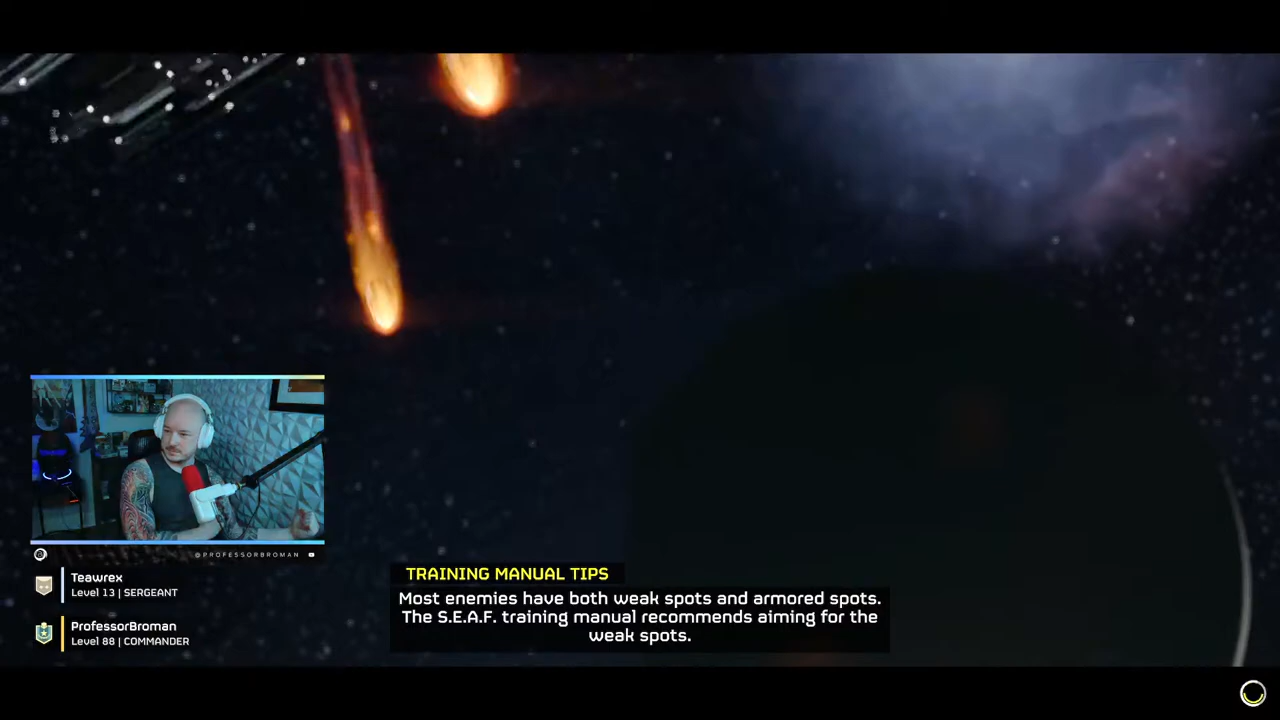 @PROFESSORBROMAN
Teawrex
Level 13 | SERGEANT
ProfessorBroman
Level 88 | COMMANDER
TRAINING MANUAL TIPS
Most enemies have both weak spots and armored spots.
The S.E.A.F. training manual recommends aiming for the
weak spots.